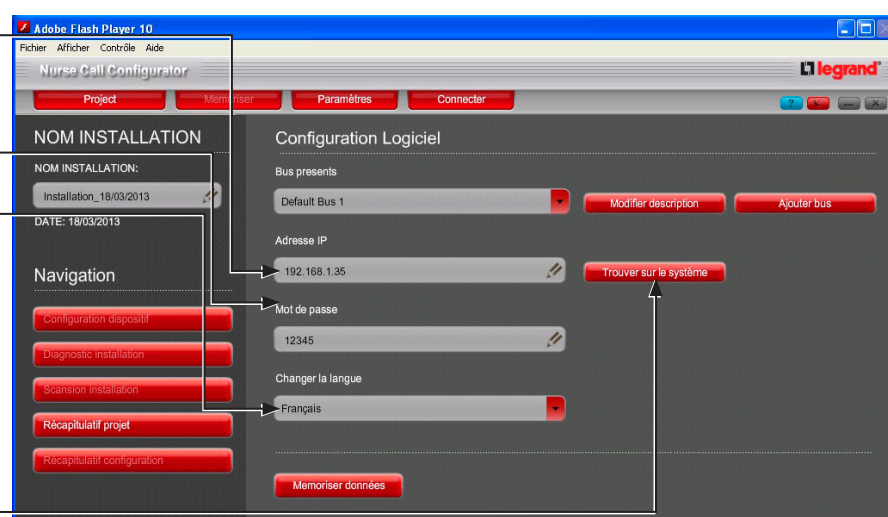 Adobe Flash Player 10
Fichier Afficher Contrôle Aide
Nurse Call Configurator
legrand
Project
Memoriser
Paramètres
Connecter
?
NOM INSTALLATION
NOM INSTALLATION:
Installation_18/03/2013
DATE: 18/03/2013
Navigation
Configuration dispositif
Diagnostic installation
Scansion installation
Récapitulatif projet
Recapitulatif configuration
Configuration Logiciel
Bus presents
Default Bus 1
Modifier description
Ajouter bus
Adresse IP
192.168.1.35
Trouver sur le système
Mot de passe
12345
Changer la langue
Français
Memoriser données